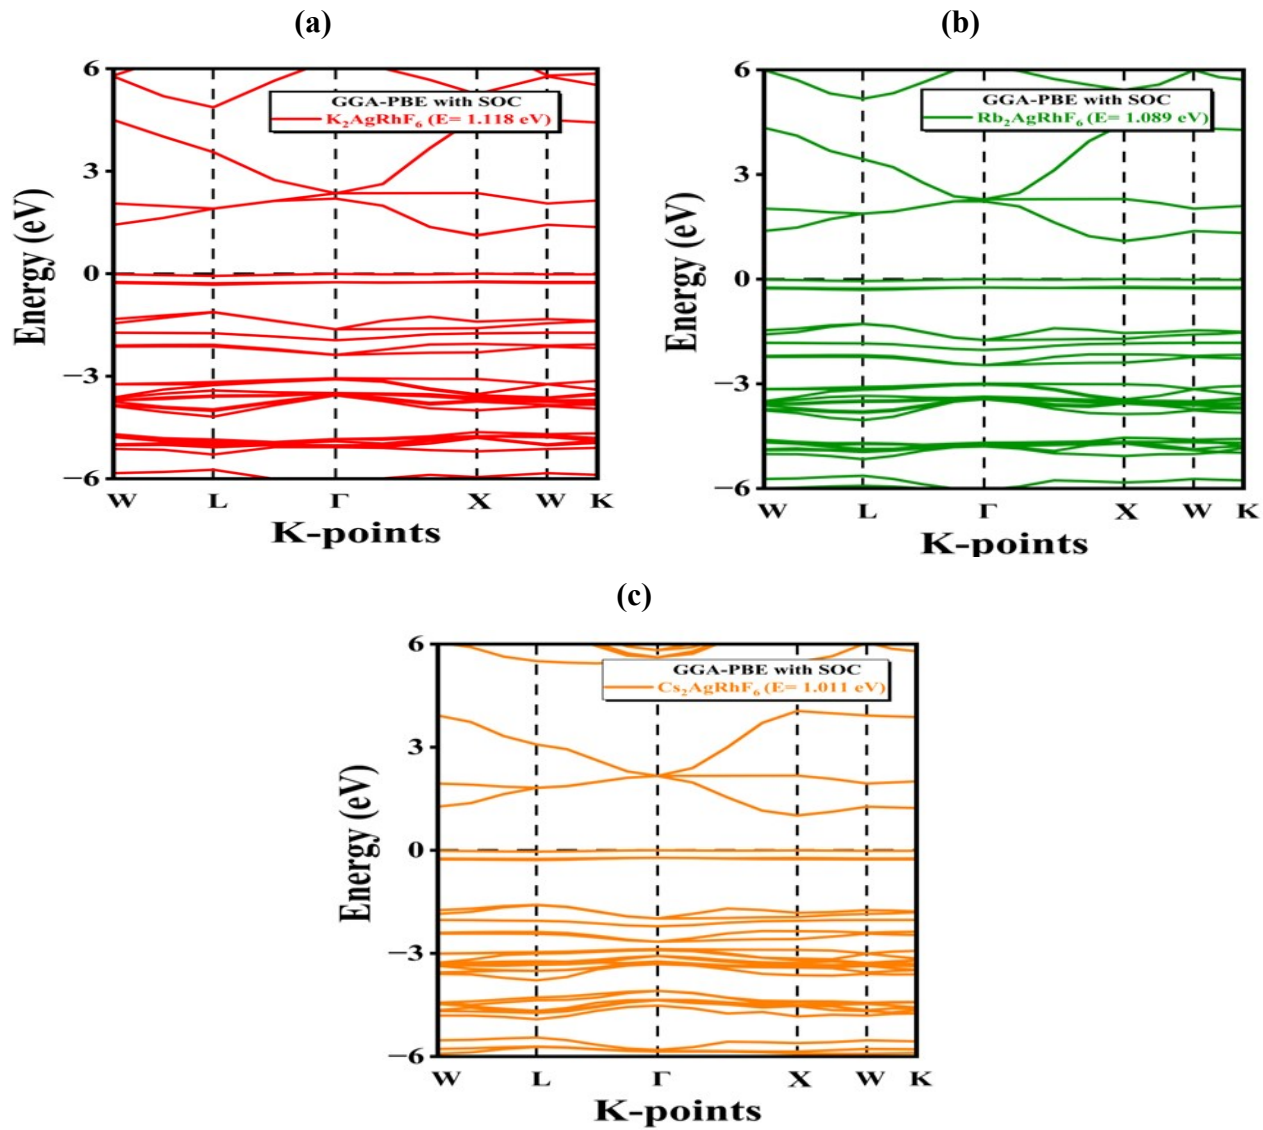 (a)
6
3
0
−3
−6
Energy (eV)
GGA-PBE with SOC
K₂AgRhF₆ (E= 1.118 eV)
W L Γ X W K
K-points
(b)
6
3
0
−3
−6
Energy (eV)
GGA-PBE with SOC
Rb₂AgRhF₆ (E= 1.089 eV)
W L Γ X W K
K-points
(c)
6
3
0
−3
−6
Energy (eV)
GGA-PBE with SOC
Cs₂AgRhF₆ (E= 1.011 eV)
W L Γ X W K
K-points